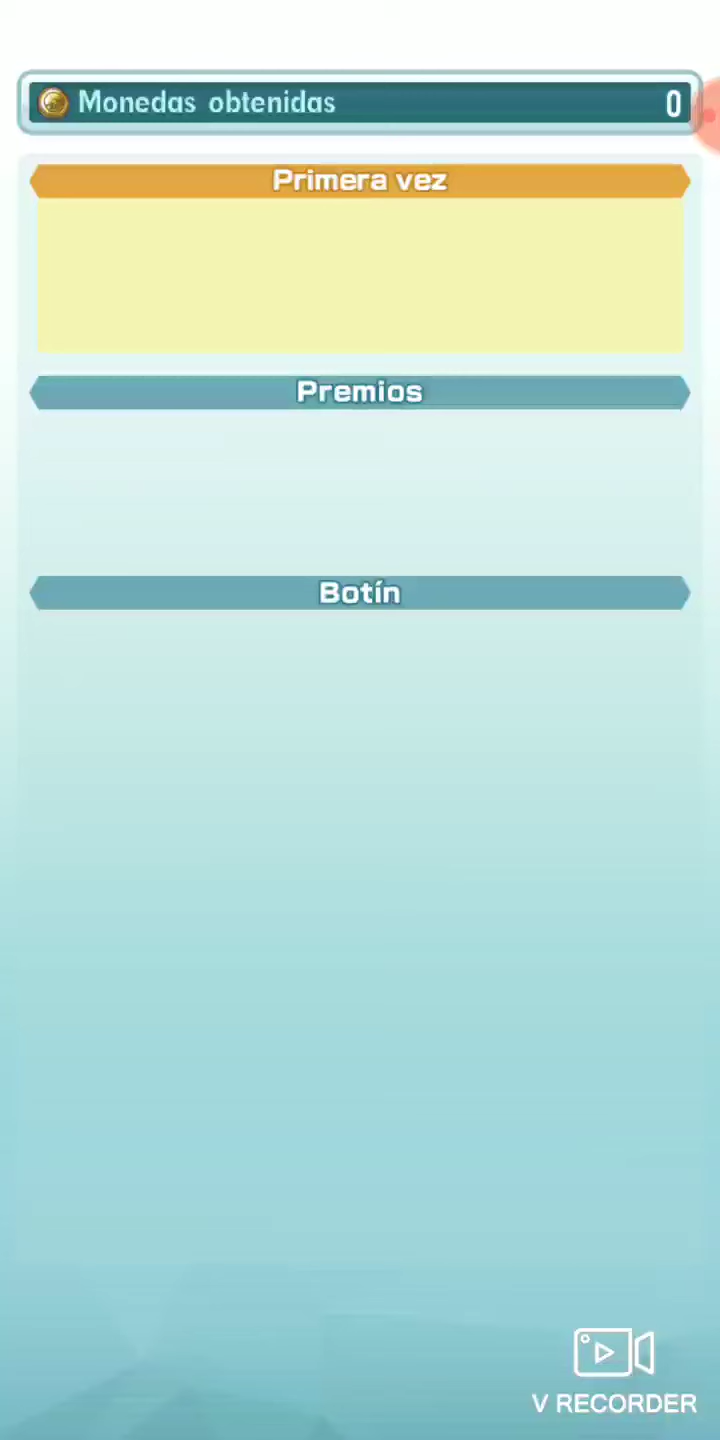 Monedas obtenidas 0
Primera vez
Premios
Botín
V RECORDER